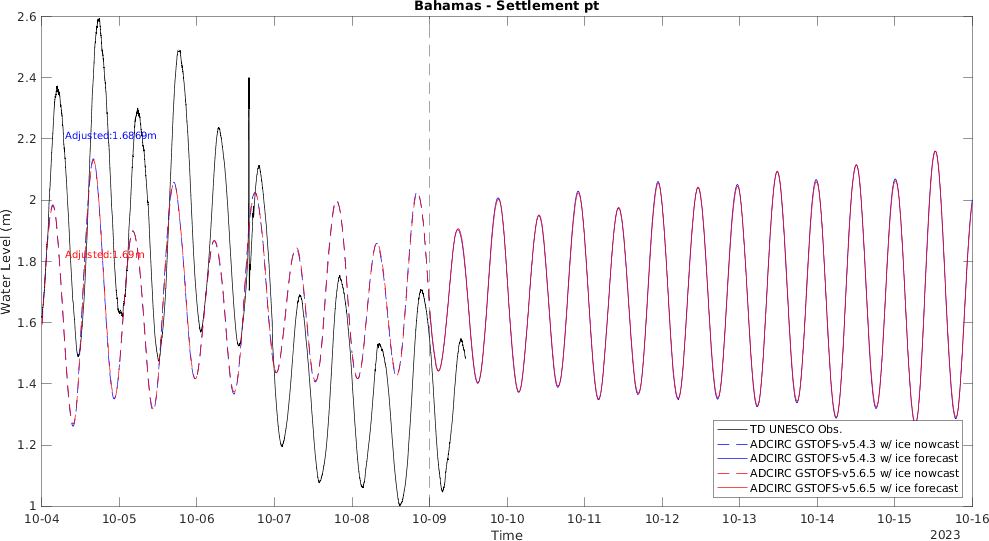 Bahamas - Settlement pt
2.6
2.4
2.2
2
1.8
1.6
1.4
1.2
1
Water Level (m)
Adjusted:1.6869m
Adjusted:1.69m
TD UNESCO Obs.
ADCIRC GSTOFS-v5.4.3 w/ ice nowcast
ADCIRC GSTOFS-v5.4.3 w/ ice forecast
ADCIRC GSTOFS-v5.6.5 w/ ice nowcast
ADCIRC GSTOFS-v5.6.5 w/ ice forecast
10-04 10-05 10-06 10-07 10-08 10-09 10-10 10-11 10-12 10-13 10-14 10-15 10-16
Time
2023